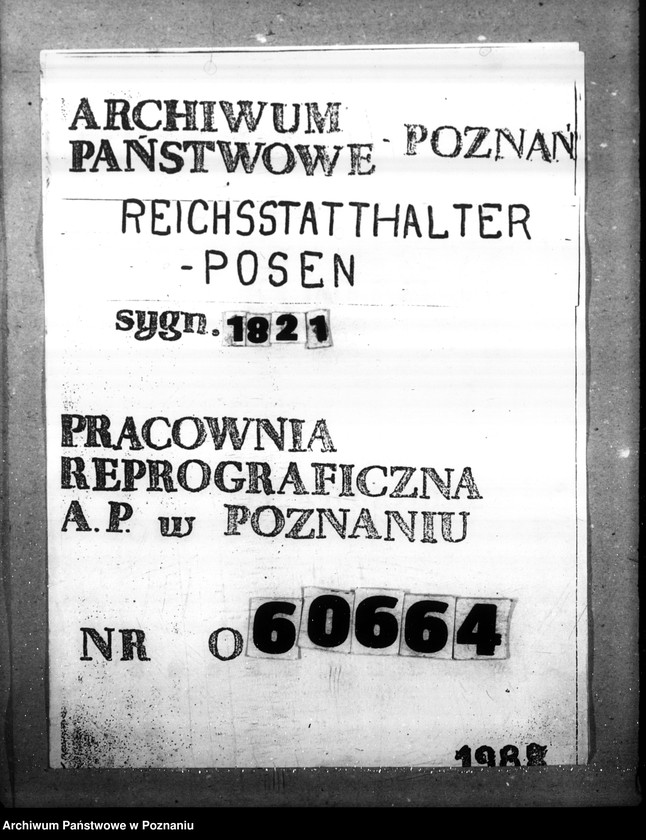 ARCHIWUM
PAŃSTWOWE - POZNAŃ
REICHSSTATTHALTER
-POSEN
sygn. 1821
PRACOWNIA
REPROGRAFICZNA
A.P. w POZNANIU
NR O 60664
Archiwum Państwowe w Poznaniu